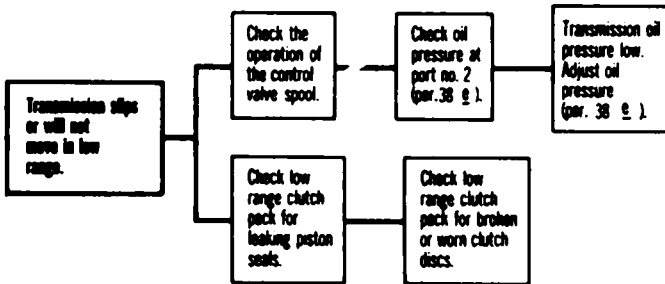 Transmission slips
or will not
move in low
range.
Check the
operation of
the control
valve spool.
Check oil
pressure at
port no. 2
(par. 38 e ).
Transmission oil
pressure low.
Adjust oil
pressure
(par. 38 e ).
Check low
range clutch
pack for
leaking piston
seals.
Check low
range clutch
pack for broken
or worn clutch
discs.